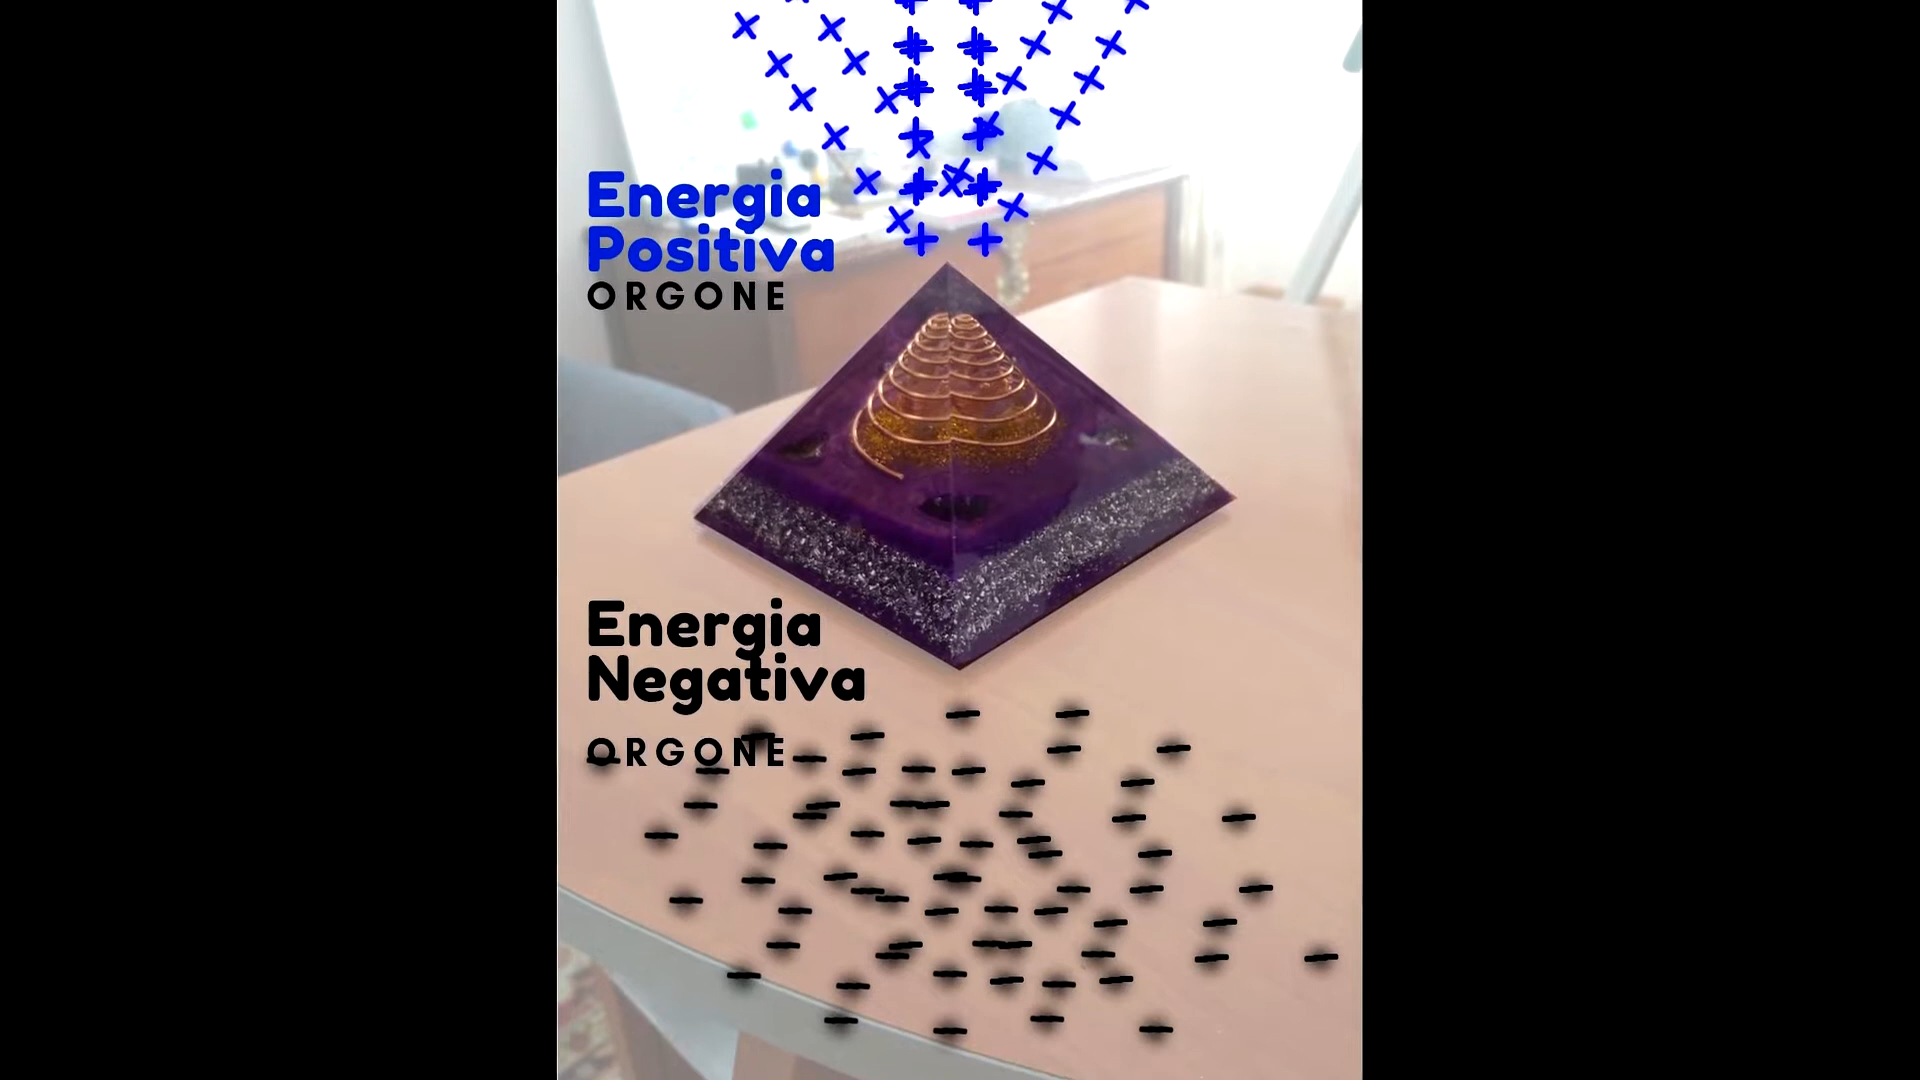 Energia
Positiva
ORGONE
Energia
Negativa
ORGONE